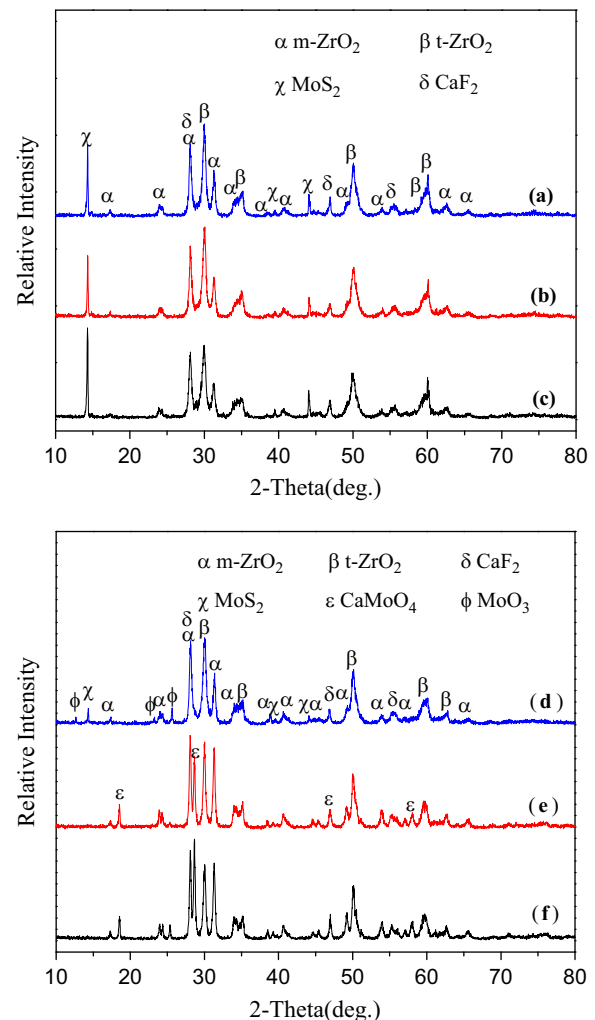 α m-ZrO2 β t-ZrO2
χ MoS2 δ CaF2
χ α α δ α β α α β α χ α χ δ α β α δ β β α α
(a)
(b)
(c)
Relative Intensity
10 20 30 40 50 60 70 80
2-Theta(deg.)
α m-ZrO2 β t-ZrO2 δ CaF2
χ MoS2 ε CaMoO4 ϕ MoO3
ϕ χ α ϕ α ϕ δ α β α α β α χ α χ δ α β α δ α β β α
(d)
ε ε ε ε
(e)
(f)
Relative Intensity
10 20 30 40 50 60 70 80
2-Theta(deg.)